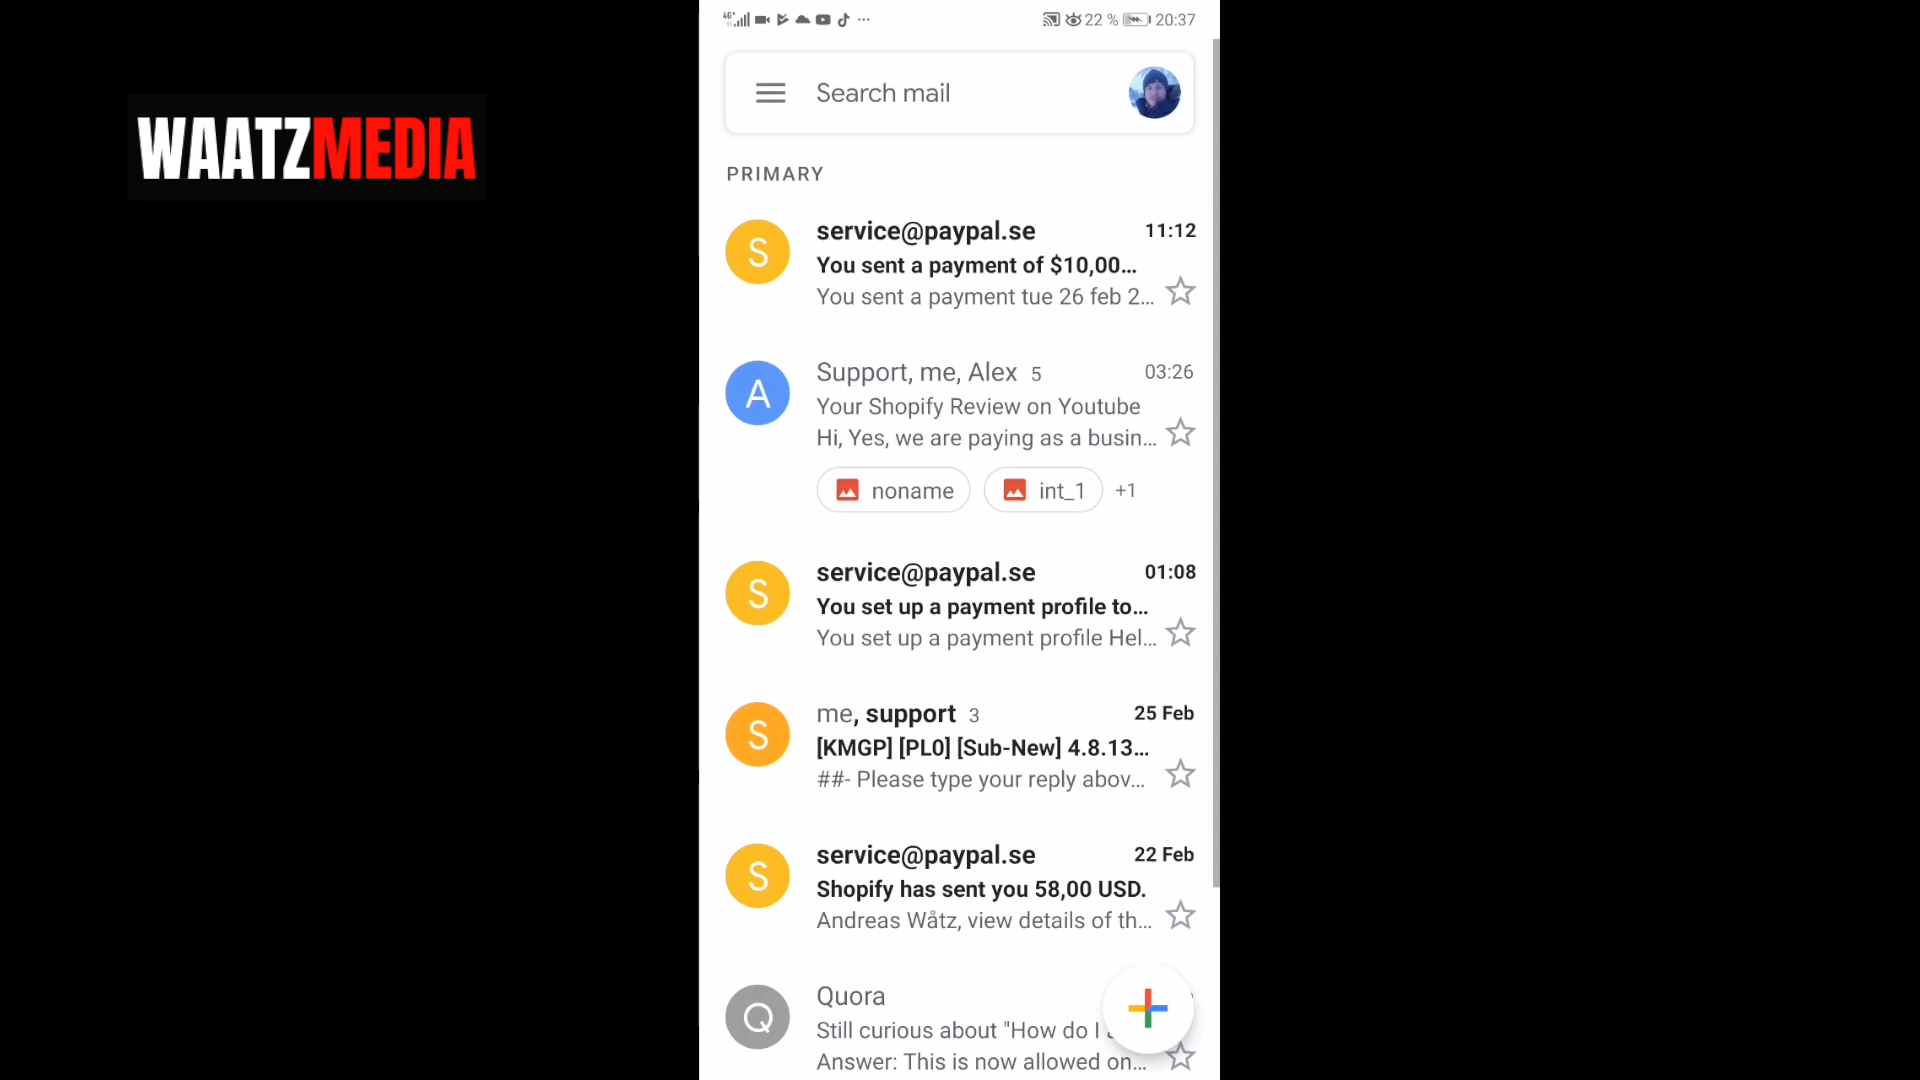 WAATZMEDIA
4G+ 22 % 20:37
Search mail
PRIMARY
S service@paypal.se 11:12
You sent a payment of $10,00...
You sent a payment tue 26 feb 2...
A Support, me, Alex 5 03:26
Your Shopify Review on Youtube
Hi, Yes, we are paying as a busin...
noname int_1 +1
S service@paypal.se 01:08
You set up a payment profile to...
You set up a payment profile Hel...
S me, support 3 25 Feb
[KMGP] [PL0] [Sub-New] 4.8.13...
##- Please type your reply abov...
S service@paypal.se 22 Feb
Shopify has sent you 58,00 USD.
Andreas Wåtz, view details of th...
Q Quora
Still curious about "How do I
Answer: This is now allowed on...